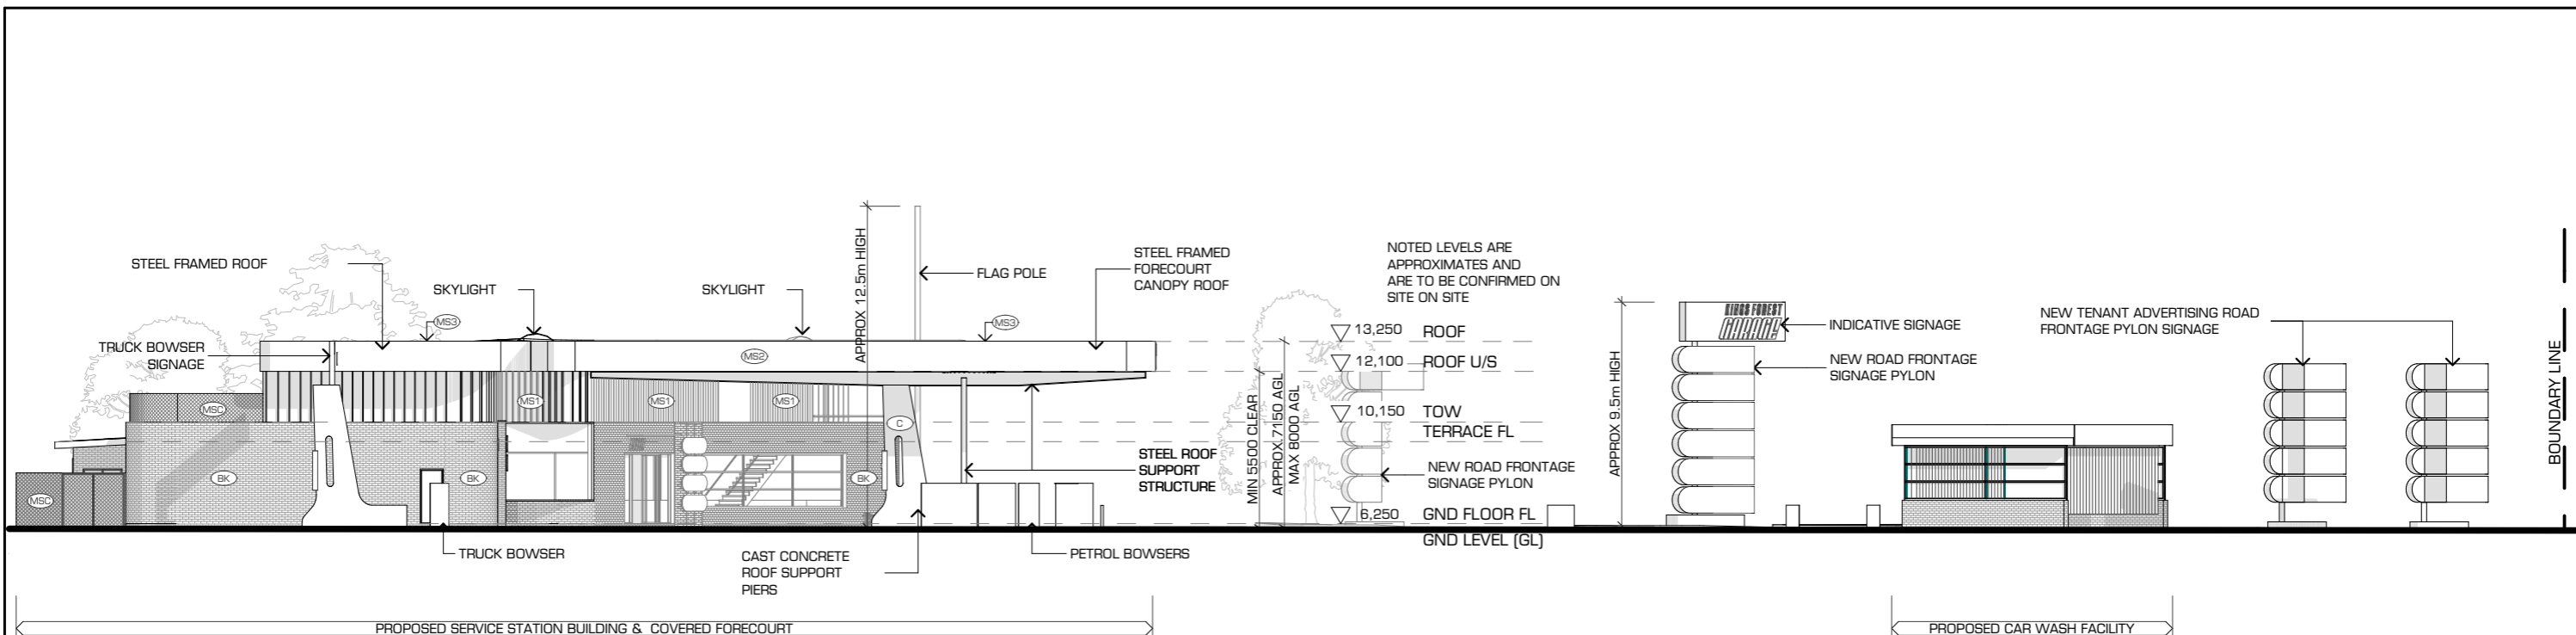 STEEL FRAMED ROOF
SKYLIGHT
SKYLIGHT
APPROX 12.5m HIGH
FLAG POLE
STEEL FRAMED
FORECOURT
CANOPY ROOF
NOTED LEVELS ARE
APPROXIMATES AND
ARE TO BE CONFIRMED ON
SITE ON SITE
MS3
MS3
TRUCK BOWSER
SIGNAGE
MS2
13,250 ROOF
12,100 ROOF U/S
10,150 TOW
TERRACE FL
KINGS FOREST
GARAGE
INDICATIVE SIGNAGE
NEW ROAD FRONTAGE
SIGNAGE PYLON
NEW TENANT ADVERTISING ROAD
FRONTAGE PYLON SIGNAGE
BOUNDARY LINE
MSC
MS1
MS1
MS1
C
BK
BK
BK
MSC
STEEL ROOF
SUPPORT
STRUCTURE
MIN 5500 CLEAR
APPROX.7150 AGL
MAX 8000 AGL
NEW ROAD FRONTAGE
SIGNAGE PYLON
APPROX 9.5m HIGH
6,250 GND FLOOR FL
GND LEVEL (GL)
TRUCK BOWSER
CAST CONCRETE
ROOF SUPPORT
PIERS
PETROL BOWSERS
PROPOSED SERVICE STATION BUILDING & COVERED FORECOURT
PROPOSED CAR WASH FACILITY